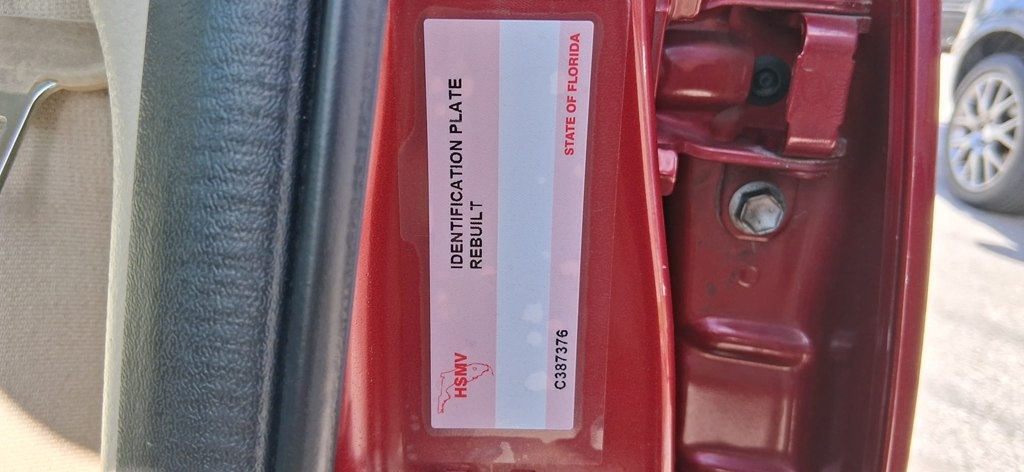 IDENTIFICATION PLATE
REBUILT
HSMV
STATE OF FLORIDA
C387376